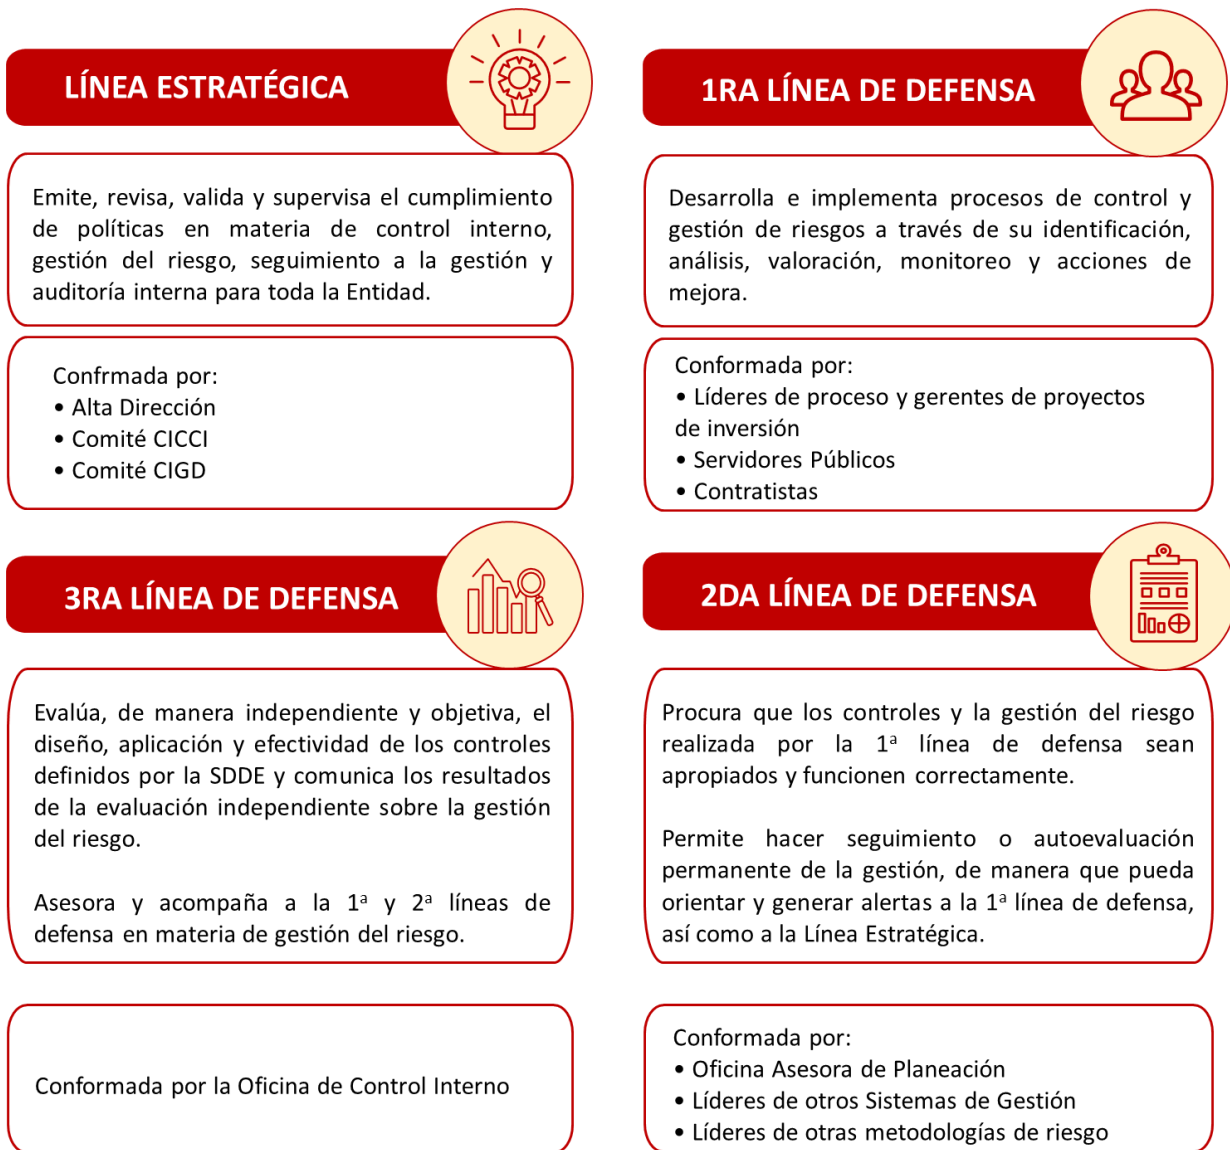 LÍNEA ESTRATÉGICA
Emite, revisa, valida y supervisa el cumplimiento
de políticas en materia de control interno,
gestión del riesgo, seguimiento a la gestión y
auditoría interna para toda la Entidad.
Confrmada por:
• Alta Dirección
• Comité CICCI
• Comité CIGD
1RA LÍNEA DE DEFENSA
Desarrolla e implementa procesos de control y
gestión de riesgos a través de su identificación,
análisis, valoración, monitoreo y acciones de
mejora.
Conformada por:
• Líderes de proceso y gerentes de proyectos
de inversión
• Servidores Públicos
• Contratistas
3RA LÍNEA DE DEFENSA
Evalúa, de manera independiente y objetiva, el
diseño, aplicación y efectividad de los controles
definidos por la SDDE y comunica los resultados
de la evaluación independiente sobre la gestión
del riesgo.
Asesora y acompaña a la 1ª y 2ª líneas de
defensa en materia de gestión del riesgo.
Conformada por la Oficina de Control Interno
2DA LÍNEA DE DEFENSA
Procura que los controles y la gestión del riesgo
realizada por la 1ª línea de defensa sean
apropiados y funcionen correctamente.
Permite hacer seguimiento o autoevaluación
permanente de la gestión, de manera que pueda
orientar y generar alertas a la 1ª línea de defensa,
así como a la Línea Estratégica.
Conformada por:
• Oficina Asesora de Planeación
• Líderes de otros Sistemas de Gestión
• Líderes de otras metodologías de riesgo